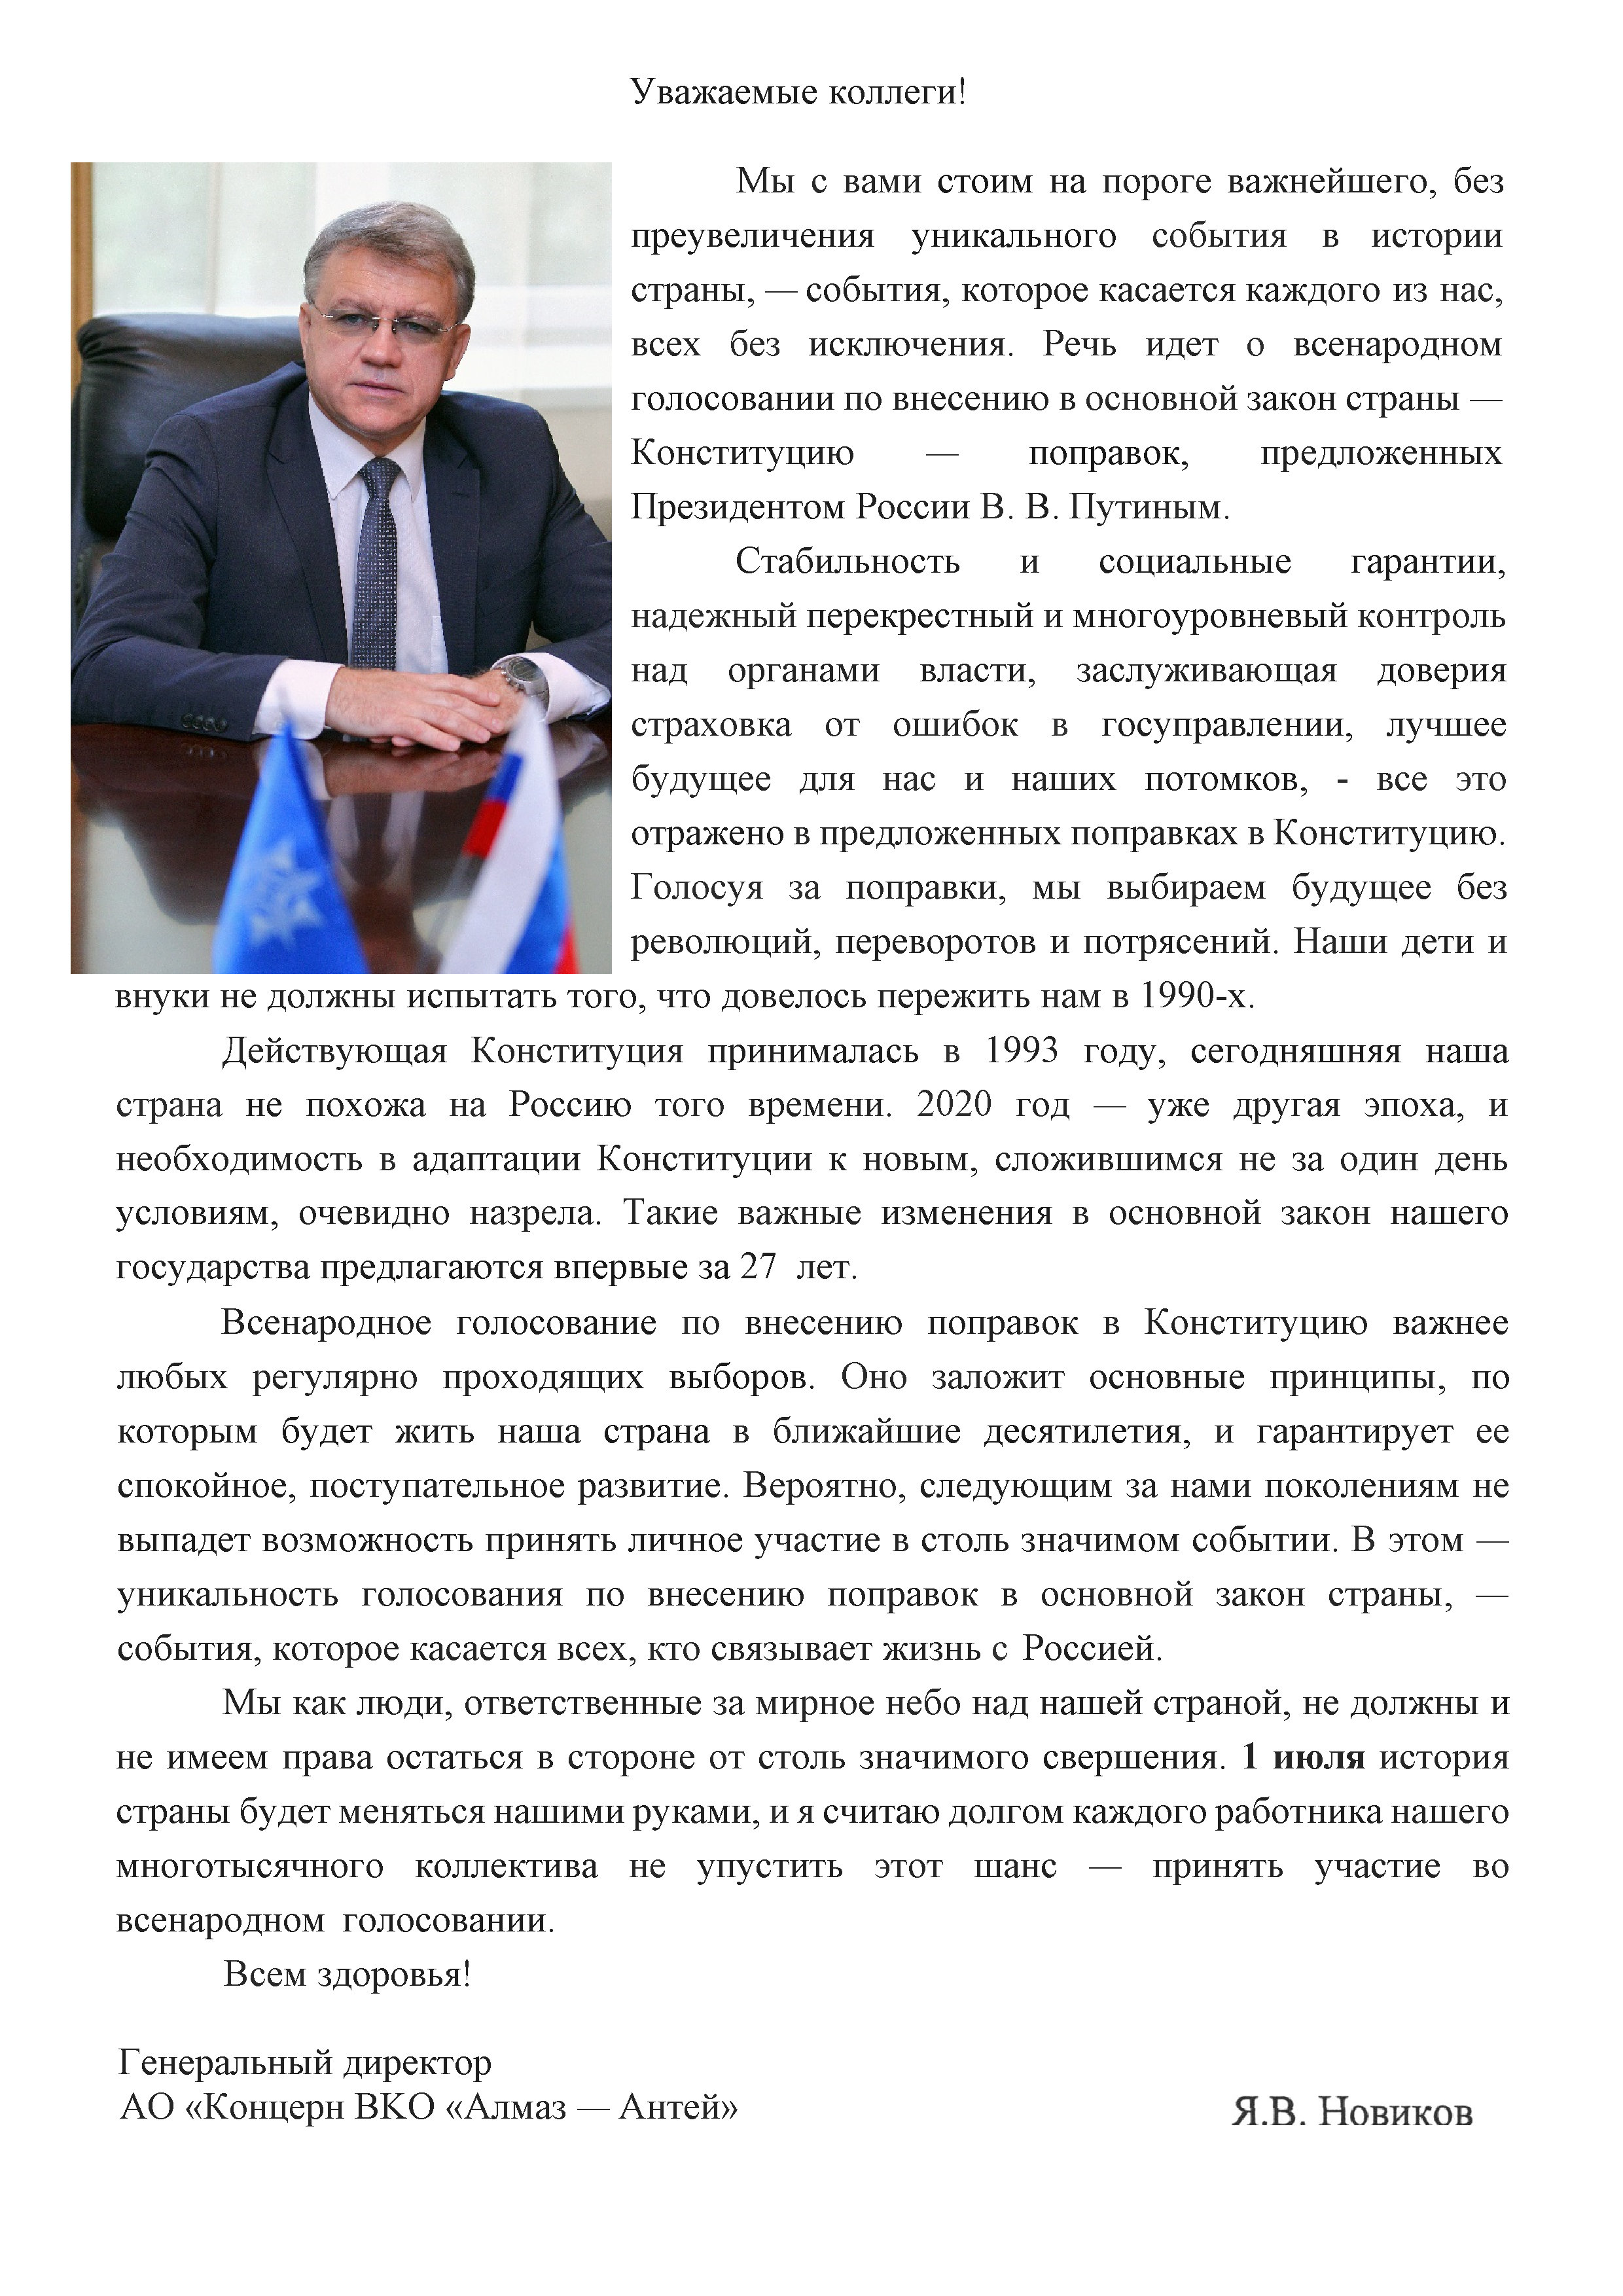 Уважаемые коллеги!
Мы с вами стоим на пороге важнейшего, без
преувеличения уникального события в истории
страны, — события, которое касается каждого из нас,
всех без исключения. Речь идет о всенародном
голосовании по внесению в основной закон страны —
Конституцию — поправок, предложенных
Президентом России В. В. Путиным.
Стабильность и социальные гарантии,
надежный перекрестный и многоуровневый контроль
над органами власти, заслуживающая доверия
страховка от ошибок в госуправлении, лучшее
будущее для нас и наших потомков, - все это
отражено в предложенных поправках в Конституцию.
Голосуя за поправки, мы выбираем будущее без
революций, переворотов и потрясений. Наши дети и
внуки не должны испытать того, что довелось пережить нам в 1990-х.
Действующая Конституция принималась в 1993 году, сегодняшняя наша
страна не похожа на Россию того времени. 2020 год — уже другая эпоха, и
необходимость в адаптации Конституции к новым, сложившимся не за один день
условиям, очевидно назрела. Такие важные изменения в основной закон нашего
государства предлагаются впервые за 27 лет.
Всенародное голосование по внесению поправок в Конституцию важнее
любых регулярно проходящих выборов. Оно заложит основные принципы, по
которым будет жить наша страна в ближайшие десятилетия, и гарантирует ее
спокойное, поступательное развитие. Вероятно, следующим за нами поколениям не
выпадет возможность принять личное участие в столь значимом событии. В этом —
уникальность голосования по внесению поправок в основной закон страны, —
события, которое касается всех, кто связывает жизнь с Россией.
Мы как люди, ответственные за мирное небо над нашей страной, не должны и
не имеем права остаться в стороне от столь значимого свершения. 1 июля история
страны будет меняться нашими руками, и я считаю долгом каждого работника нашего
многотысячного коллектива не упустить этот шанс — принять участие во
всенародном голосовании.
Всем здоровья!
Генеральный директор
АО «Концерн ВКО «Алмаз — Антей»
Я.В. Новиков